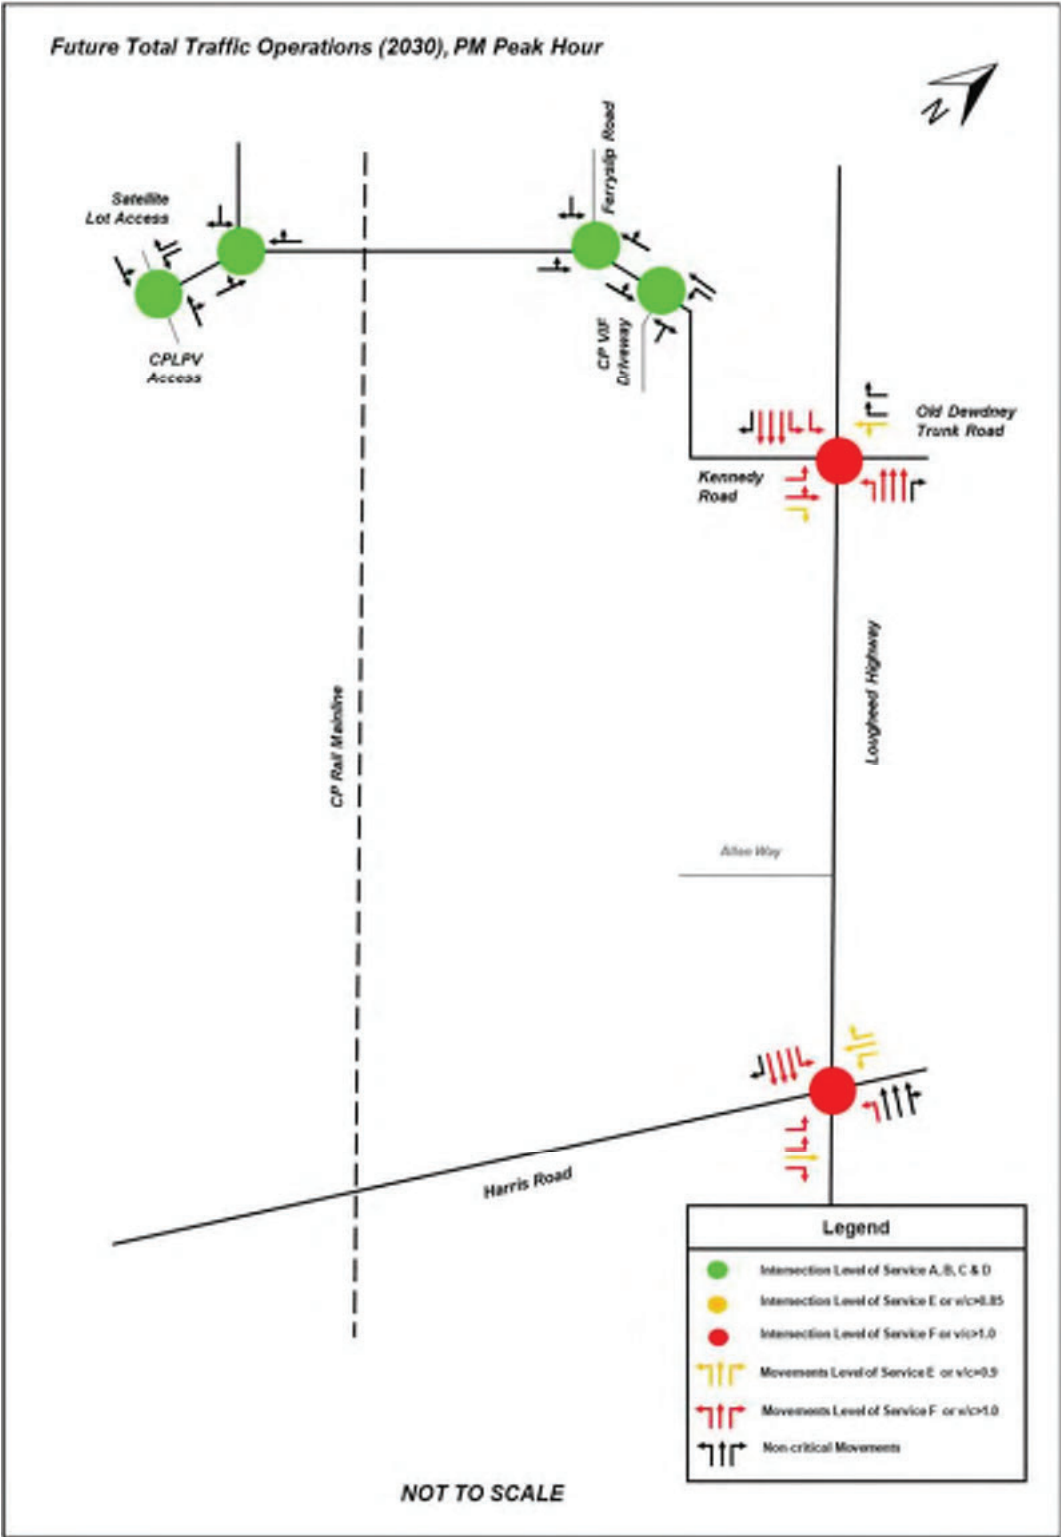 Future Total Traffic Operations (2030), PM Peak Hour
N
Satellite
Lot Access
Ferryslip Road
CPLPV
Access
CP VIF
Driveway
Old Dewdney
Trunk Road
Kennedy
Road
Lougheed Highway
CP Rail Mainline
Allen Way
Harris Road
Legend
Intersection Level of Service A, B, C & D
Intersection Level of Service E or v/c>0.85
Intersection Level of Service F or v/c>1.0
Movements Level of Service E or v/c>0.9
Movements Level of Service F or v/c>1.0
Non-critical Movements
NOT TO SCALE